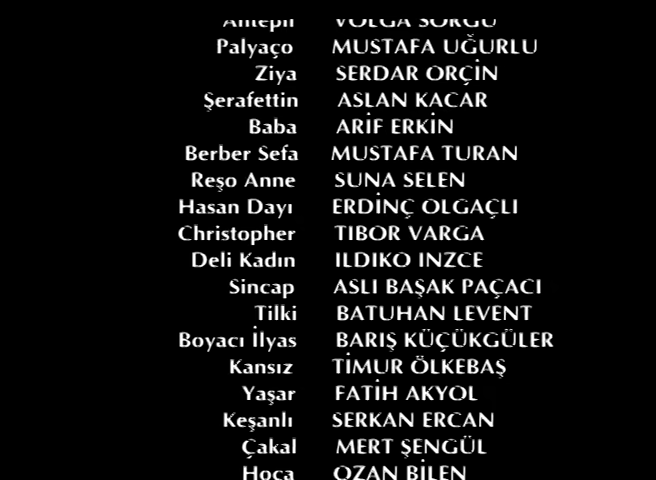 Antepli VOLGA SORGU
Palyaço MUSTAFA UĞURLU
Ziya SERDAR ORÇİN
Şerafettin ASLAN KACAR
Baba ARİF ERKİN
Berber Sefa MUSTAFA TURAN
Reşo Anne SUNA SELEN
Hasan Dayı ERDİNÇ OLGAÇLI
Christopher TIBOR VARGA
Deli Kadın ILDIKO INZCE
Sincap ASLI BAŞAK PAÇACI
Tilki BATUHAN LEVENT
Boyacı İlyas BARIŞ KÜÇÜKGÜLER
Kansız TİMUR ÖLKEBAŞ
Yaşar FATİH AKYOL
Keşanlı SERKAN ERCAN
Çakal MERT ŞENGÜL
Hoca OZAN BİLEN